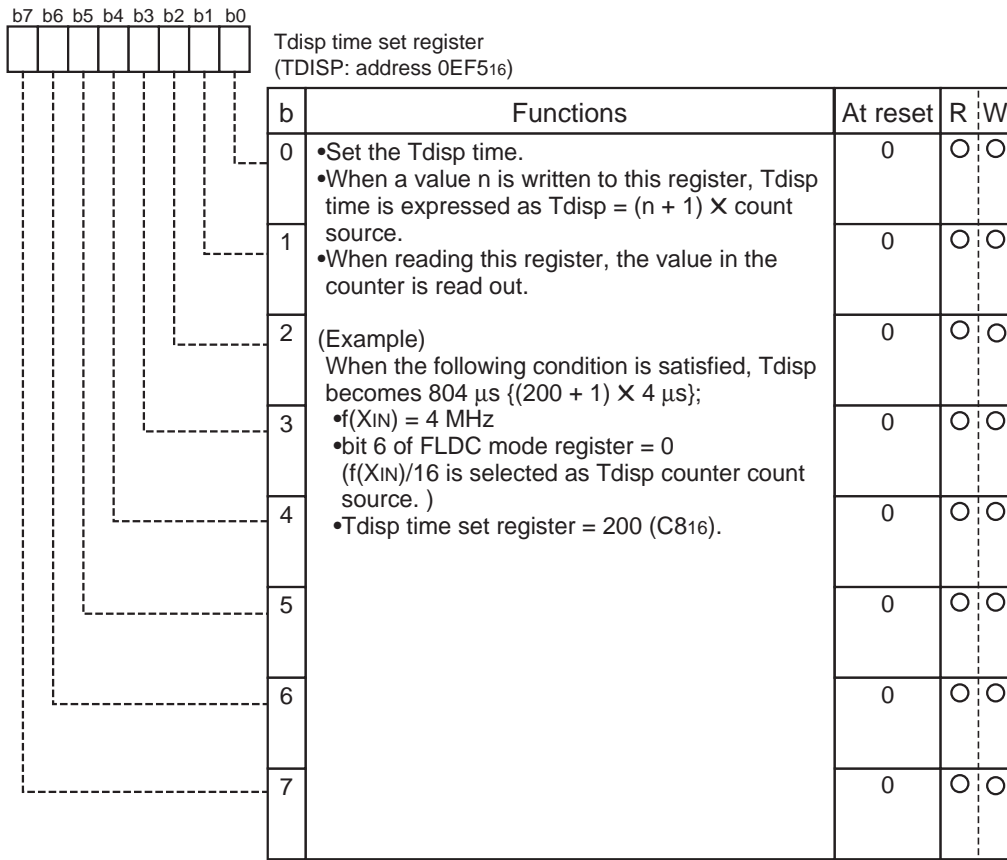 b7 b6 b5 b4 b3 b2 b1 b0
Tdisp time set register
(TDISP: address 0EF516)
b Functions At reset R W
0 •Set the Tdisp time. 0 ○ ○
•When a value n is written to this register, Tdisp
time is expressed as Tdisp = (n + 1) ✕ count
source.
1 0 ○ ○
•When reading this register, the value in the
counter is read out.
2 (Example) 0 ○ ○
When the following condition is satisfied, Tdisp
becomes 804 μs {(200 + 1) ✕ 4 μs};
3 •f(XIN) = 4 MHz 0 ○ ○
•bit 6 of FLDC mode register = 0
(f(XIN)/16 is selected as Tdisp counter count
source. )
4 •Tdisp time set register = 200 (C816). 0 ○ ○
5 0 ○ ○
6 0 ○ ○
7 0 ○ ○